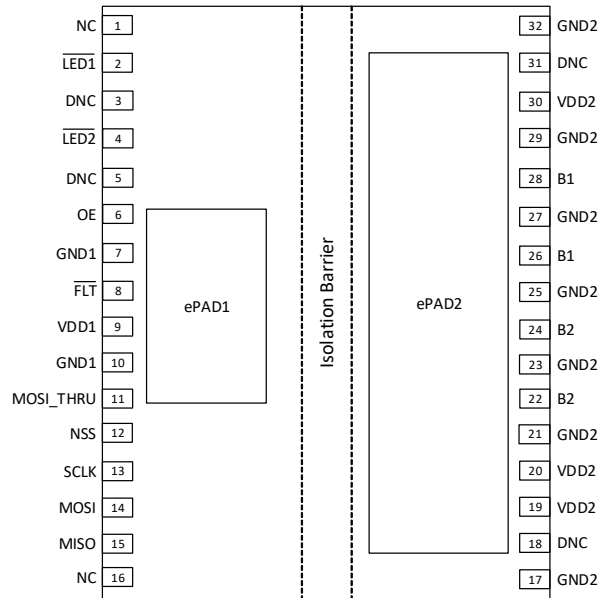 NC 1
LED1 2
DNC 3
LED2 4
DNC 5
OE 6
GND1 7
FLT 8
VDD1 9
GND1 10
MOSI_THRU 11
NSS 12
SCLK 13
MOSI 14
MISO 15
NC 16
ePAD1
Isolation Barrier
ePAD2
32 GND2
31 DNC
30 VDD2
29 GND2
28 B1
27 GND2
26 B1
25 GND2
24 B2
23 GND2
22 B2
21 GND2
20 VDD2
19 VDD2
18 DNC
17 GND2